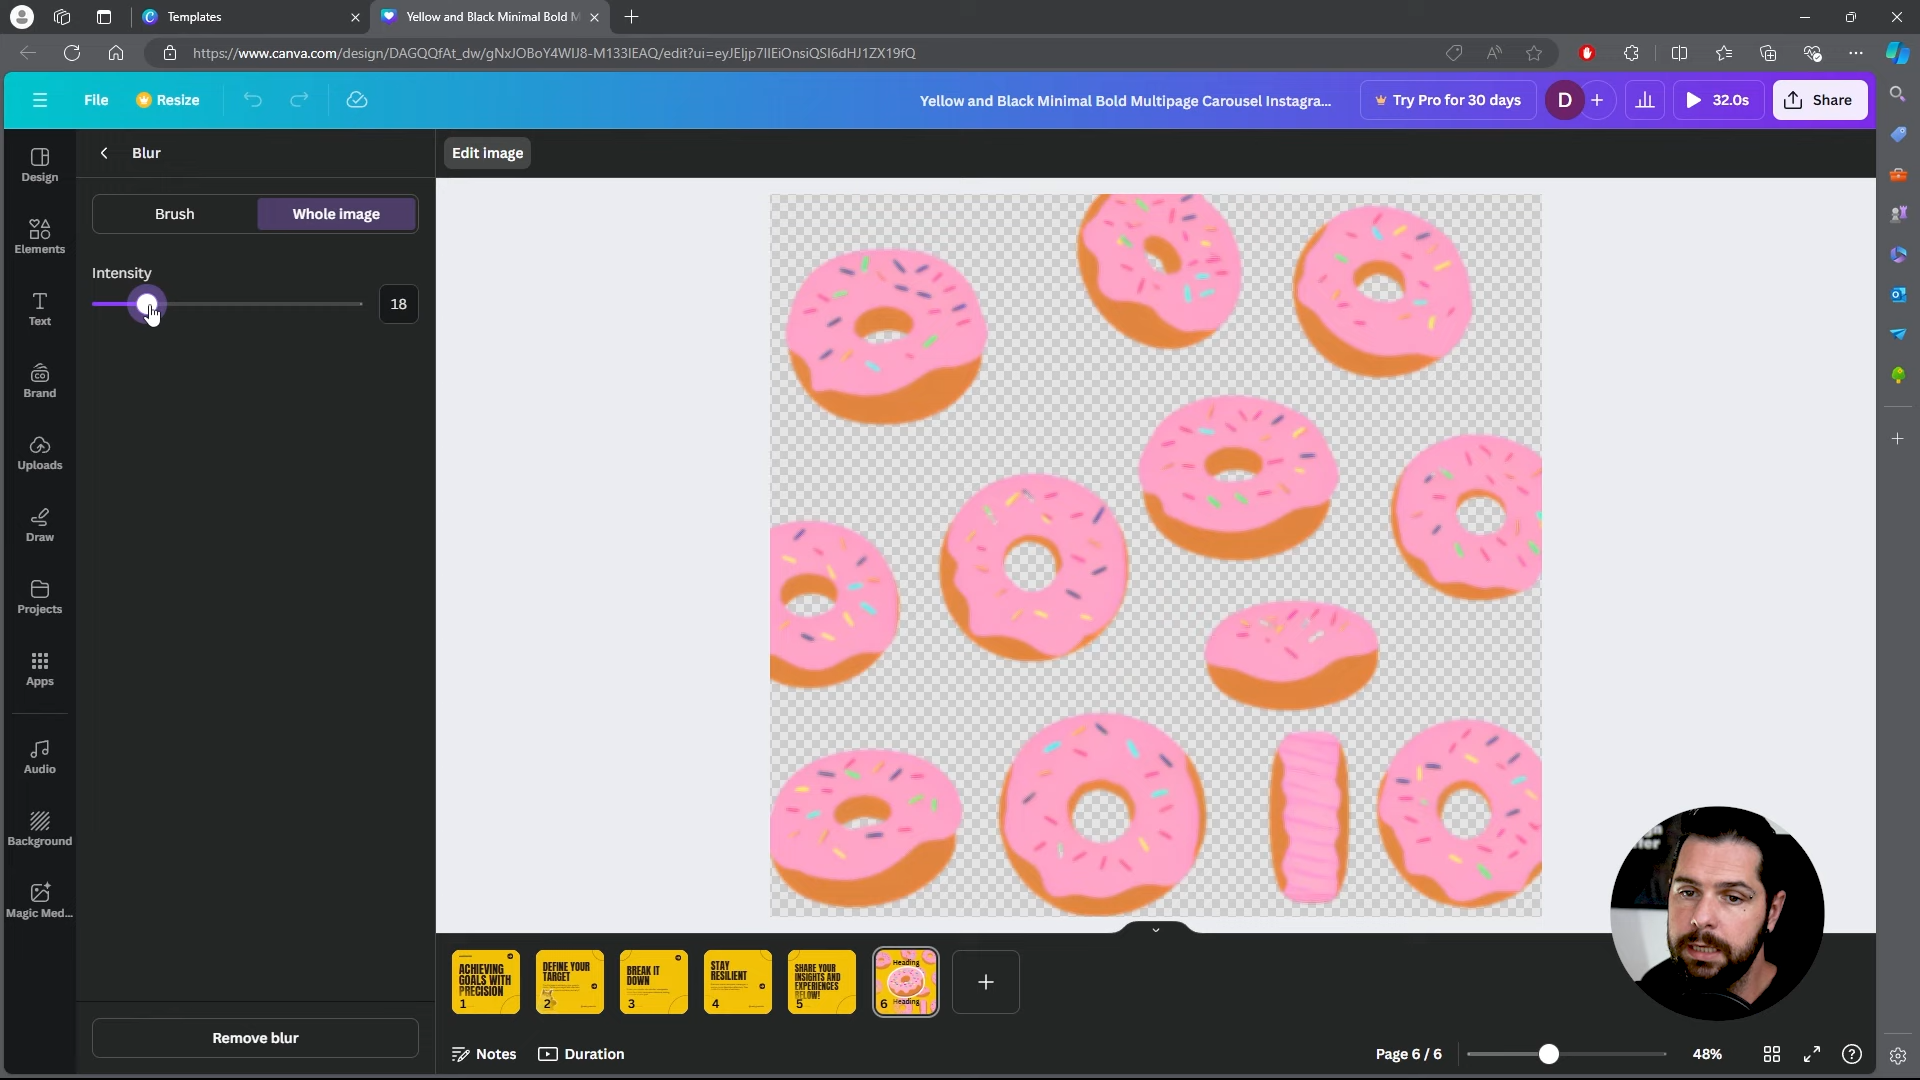 Templates
Yellow and Black Minimal Bold M
https://www.canva.com/design/DAGQQfAt_dw/gNxJOBoY4WIJ8-M133IEAQ/edit?ui=eyJEIjp7IlEiOnsiQSI6dHJ1ZX19fQ
File
Resize
Yellow and Black Minimal Bold Multipage Carousel Instagra...
Try Pro for 30 days
D
32.0s
Share
Design
Elements
Text
Brand
Uploads
Draw
Projects
Apps
Audio
Background
Magic Med...
Blur
Edit image
Brush
Whole image
Intensity
18
Remove blur
ACHIEVING
GOALS WITH
PRECISION
1
DEFINE YOUR
TARGET
2
BREAK IT
DOWN
3
STAY
RESILIENT
4
SHARE YOUR
INSIGHTS AND
EXPERIENCES
BELOW!
5
Heading
6
Heading
Notes
Duration
Page 6 / 6
48%